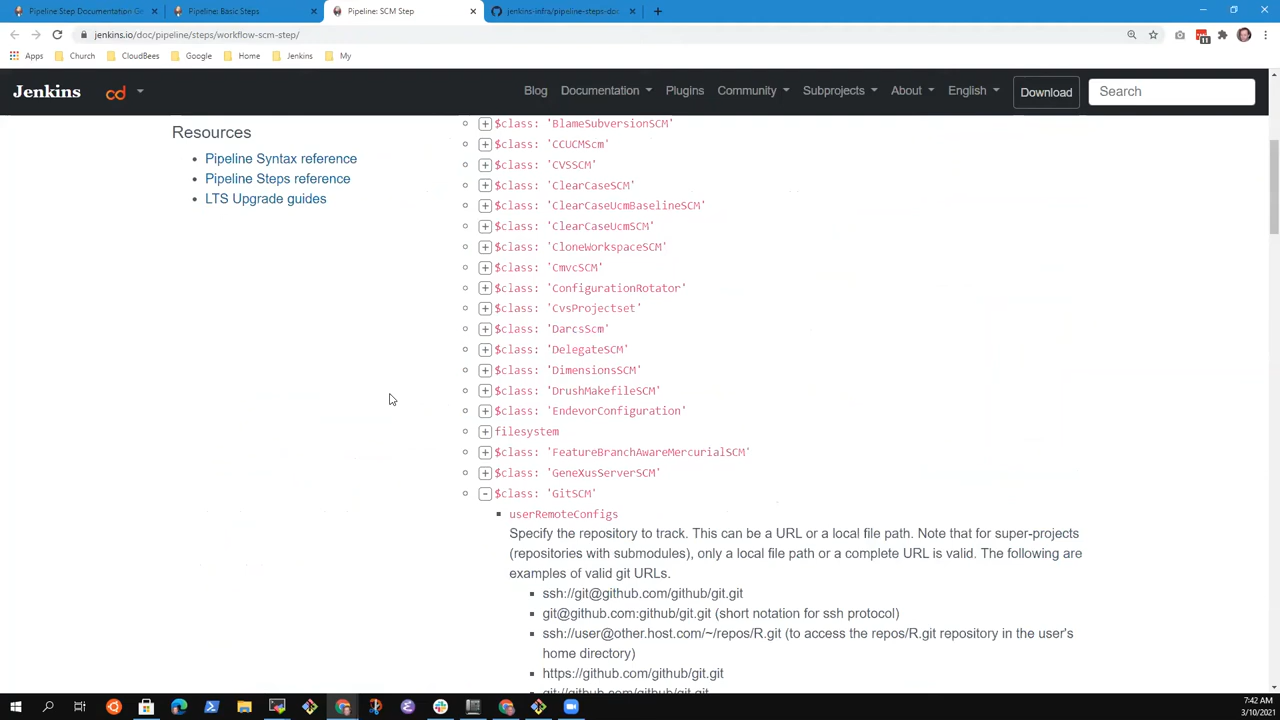 Pipeline Step Documentation Ge
Pipeline: Basic Steps
Pipeline: SCM Step
jenkins-infra/pipeline-steps-doc
jenkins.io/doc/pipeline/steps/workflow-scm-step/
11
Apps
Church
CloudBees
Google
Home
Jenkins
My
Jenkins
cd
Blog
Documentation
Plugins
Community
Subprojects
About
English
Download
Search
Resources
Pipeline Syntax reference
Pipeline Steps reference
LTS Upgrade guides
$class: 'BlameSubversionSCM'
$class: 'CCUCMScm'
$class: 'CVSSCM'
$class: 'ClearCaseSCM'
$class: 'ClearCaseUcmBaselineSCM'
$class: 'ClearCaseUcmSCM'
$class: 'CloneWorkspaceSCM'
$class: 'CmvcSCM'
$class: 'ConfigurationRotator'
$class: 'CvsProjectset'
$class: 'DarcsScm'
$class: 'DelegateSCM'
$class: 'DimensionsSCM'
$class: 'DrushMakefileSCM'
$class: 'EndevorConfiguration'
filesystem
$class: 'FeatureBranchAwareMercurialSCM'
$class: 'GeneXusServerSCM'
$class: 'GitSCM'
userRemoteConfigs
Specify the repository to track. This can be a URL or a local file path. Note that for super-projects
(repositories with submodules), only a local file path or a complete URL is valid. The following are
examples of valid git URLs.
ssh://git@github.com/github/git.git
git@github.com:github/git.git (short notation for ssh protocol)
ssh://user@other.host.com/~/repos/R.git (to access the repos/R.git repository in the user's
home directory)
https://github.com/github/git.git
git://github.com/github/git.git
7:42 AM
3/10/2021